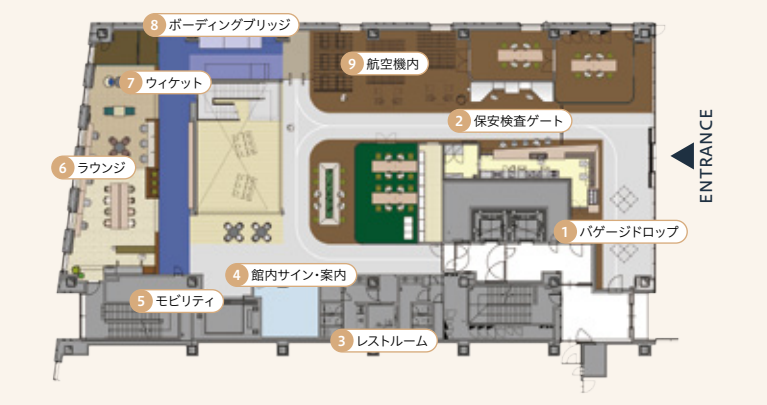 8 ボーディングブリッジ
9 航空機内
7 ウィケット
2 保安検査ゲート
ENTRANCE
6 ラウンジ
1 バゲージドロップ
4 館内サイン・案内
5 モビリティ
3 レストルーム